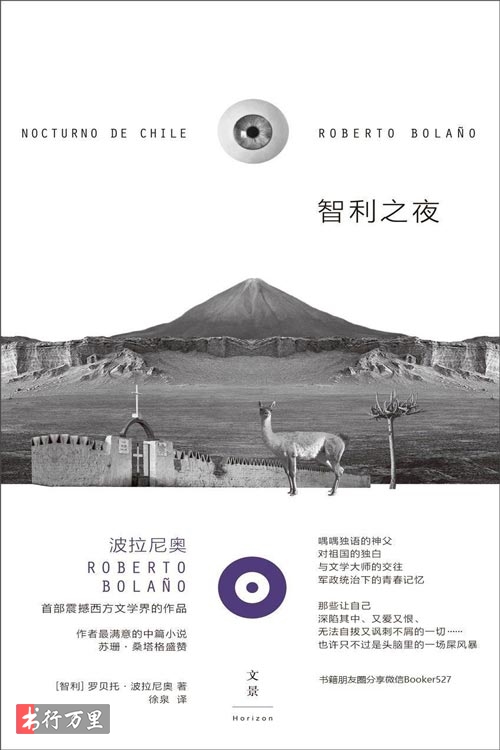 NOCTURNO DE CHILE
ROBERTO BOLAÑO
智利之夜
波拉尼奥
ROBERTO
BOLAÑO
首部震撼西方文学界的作品
作者最满意的中篇小说
苏珊·桑塔格盛赞
[智利] 罗贝托·波拉尼奥 著
徐泉 译
喁喁独语的神父
对祖国的独白
与文学大师的交往
军政统治下的青春记忆
那些让自己
深陷其中、又爱又恨、
无法自拔又讽刺不屑的一切……
也许只不过是头脑里的一场屎风暴
文
景
Horizon
书籍朋友圈分享微信Booker527
书行万里